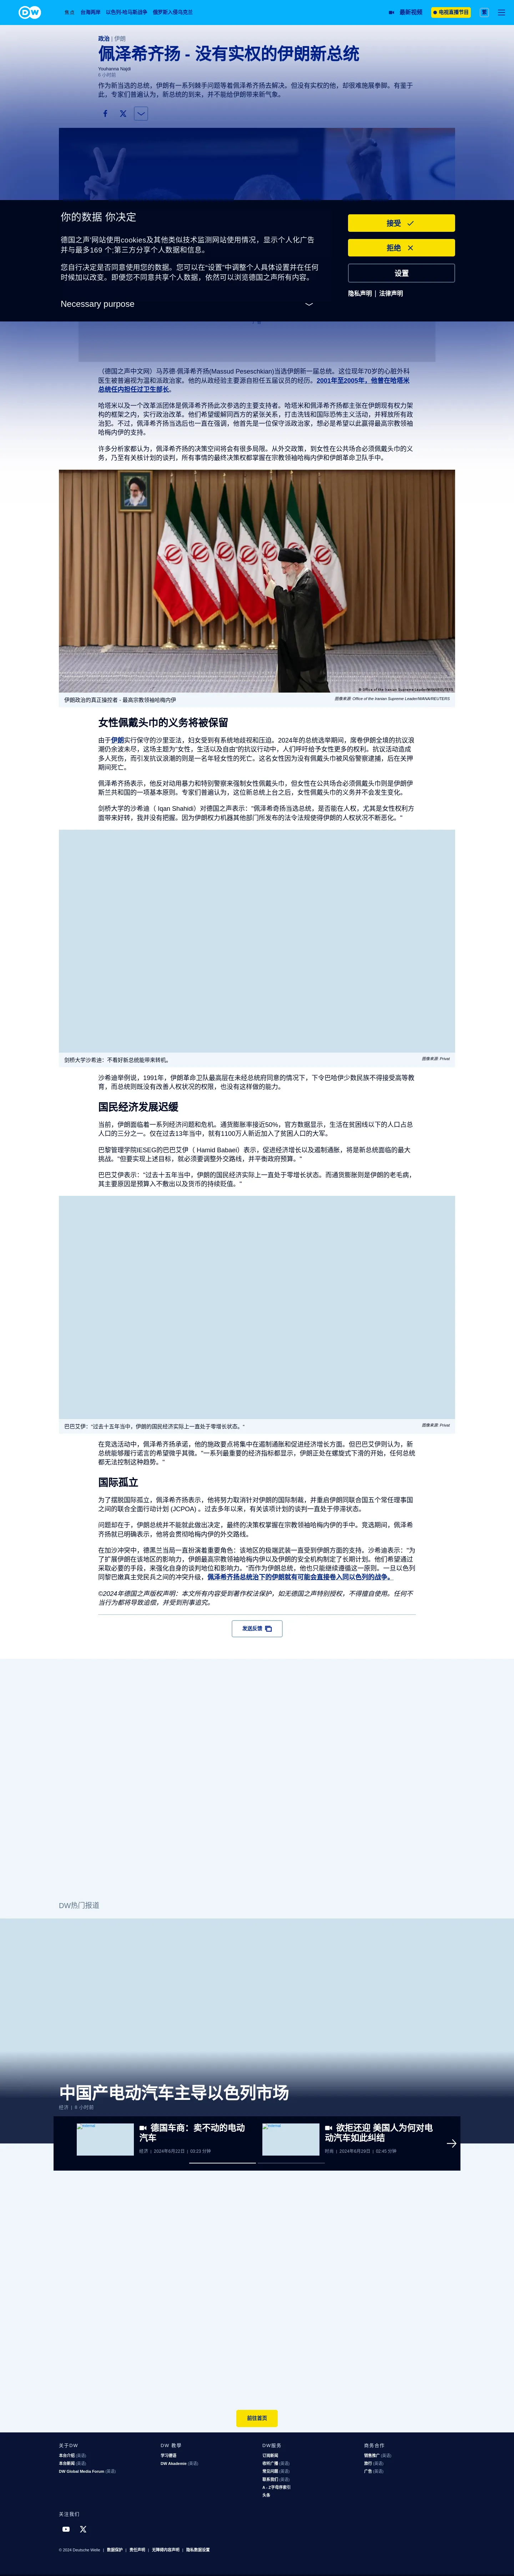 DW
焦点
台海两岸
以色列-哈马斯战争
俄罗斯入侵乌克兰
最新视频
电视直播节目
繁
政治 | 伊朗
佩泽希齐扬 - 没有实权的伊朗新总统
Youhanna Najdi
作为新当选的总统，伊朗有一系列棘手问题等着佩泽希齐扬去解决。但没有实权的他，却很难施展拳脚。有鉴于
此。专家们普遍认为，新总统的到来，并不能给伊朗带来新气象。
你的数据 你决定
德国之声'网站使用cookies及其他类似技术监测网站使用情况，显示个人化广告
并与最多169 个;第三方分享个人数据和信息。
您自行决定是否同意使用您的数据。您可以在"设置"中调整个人具体设置并在任何
时候加以改变。即便您不同意共享个人数据，依然可以浏览德国之声所有内容。
Necessary purpose
接受
拒绝
设置
隐私声明 | 法律声明
（德国之声中文网）马苏德·佩泽希齐扬(Massud Peseschkian)当选伊朗新一届总统。这位现年70岁的心脏外科
医生被普遍视为温和派政治家。他的从政经验主要源自担任五届议员的经历。2001年至2005年，他曾在哈塔米
总统任内担任过卫生部长。
哈塔米以及一个改革派团体是佩泽希齐扬此次参选的主要支持者。哈塔米和佩泽希齐扬都主张在伊朗现有权力架
构的框架之内，实行政治改革。他们希望缓解同西方的紧张关系，打击洗钱和国际恐怖主义活动，并释放所有政
治犯。不过，佩泽希齐扬当选后也一直在强调，他首先是一位保守派政治家，想必是希望以此赢得最高宗教领袖
哈梅内伊的支持。
许多分析家都认为，佩泽希齐扬的决策空间将会有很多局限。从外交政策，到女性在公共场合必须佩戴头巾的义
务，乃至有关核计划的谈判，所有事情的最终决策权都掌握在宗教领袖哈梅内伊和伊朗革命卫队手中。
伊朗政治的真正操控者 - 最高宗教领袖哈梅内伊
图像来源: Office of the Iranian Supreme Leader/WANA/REUTERS
女性佩戴头巾的义务将被保留
由于伊朗实行保守的沙里亚法，妇女受到有系统地歧视和压迫。2024年的总统选举期间，席卷伊朗全境的抗议浪
潮仍余波未尽，这场主题为"女性，生活以及自由"的抗议行动中，人们呼吁给予女性更多的权利。抗议活动造成
多人死伤，而引发抗议浪潮的则是一名年轻女性的死亡。这名女性因为没有佩戴头巾被风俗警察逮捕，后在关押
期间死亡。
佩泽希齐扬表示，他反对动用暴力和特别警察来强制女性佩戴头巾，但女性在公共场合必须佩戴头巾则是伊朗伊
斯兰共和国的一项基本原则。专家们普遍认为，这位新总统上台之后，女性佩戴头巾的义务并不会发生变化。
剑桥大学的沙希迪（ Iqan Shahidi）对德国之声表示："佩泽希奇扬当选总统，是否能在人权，尤其是女性权利方
面带来好转，我并没有把握。因为伊朗权力机器其他部门所发布的法令法规使得伊朗的人权状况不断恶化。"
剑桥大学沙希迪：不看好新总统能带来转机。
图像来源: Privat
沙希迪举例说，1991年，伊朗革命卫队最高层在未经总统府同意的情况下，下令巴哈伊少数民族不得接受高等教
育，而总统则既没有改善人权状况的权限，也没有这样做的能力。
国民经济发展迟缓
当前，伊朗面临着一系列经济问题和危机。通货膨胀率接近50%，官方数据显示，生活在贫困线以下的人口占总
人口的三分之一。仅在过去13年当中，就有1100万人新近加入了贫困人口的大军。
巴黎管理学院IESEG的巴巴艾伊（ Hamid Babaei）表示，促进经济增长以及遏制通胀，将是新总统面临的最大
挑战。"但要实现上述目标，就必须要调整外交路线，并平衡政府预算。"
巴巴艾伊表示："过去十五年当中，伊朗的国民经济实际上一直处于零增长状态。而通货膨胀则是伊朗的老毛病，
其主要原因是预算入不敷出以及货币的持续贬值。"
巴巴艾伊："过去十五年当中，伊朗的国民经济实际上一直处于零增长状态。"
图像来源: Privat
在竞选活动中，佩泽希齐扬承诺，他的施政要点将集中在遏制通胀和促进经济增长方面。但巴巴艾伊则认为，新
总统能够履行诺言的希望微乎其微。"一系列最重要的经济指标都显示，伊朗正处在螺旋式下滑的开始，任何总统
都无法控制这种趋势。"
国际孤立
为了摆脱国际孤立，佩泽希齐扬表示，他将努力取消针对伊朗的国际制裁，并重启伊朗同联合国五个常任理事国
之间的联合全面行动计划 (JCPOA) 。过去5年多以来，有关该项计划的谈判一直处于停滞状态。
问题却在于，伊朗总统并不能就此做出决定，最终的决策权掌握在宗教领袖哈梅内伊的手中。竞选期间，佩泽希
齐扬就已明确表示，他将会贯彻哈梅内伊的外交路线。
在加沙冲突中，德黑兰当局一直扮演着重要角色：该地区的极端武装一直受到伊朗方面的支持。沙希迪表示："为
了扩展伊朗在该地区的影响力，伊朗最高宗教领袖哈梅内伊以及伊朗的安全机构制定了长期计划。他们希望通过
采取必要的手段，来强化自身的谈判地位和影响力。"而作为伊朗总统，他也只能继续遵循这一原则。一旦以色列
同黎巴嫩真主党民兵之间的冲突升级，佩泽希齐扬总统治下的伊朗就有可能会直接卷入同以色列的战争。
©2024年德国之声版权声明：本文所有内容受到著作权法保护，如无德国之声特别授权，不得擅自使用。任何不
当行为都将导致追偿，并受到刑事追究。
发送反馈
DW热门报道
中国产电动汽车主导以色列市场
德国车商：卖不动的电动
汽车
经济 | 2024年6月22日 | 03:23 分钟
欲拒还迎 美国人为何对电
动汽车如此纠结
时尚 | 2024年6月29日 | 02:45 分钟
前往首页
关于DW
本台介绍 (英语)
本台新闻 (英语)
DW Global Media Forum (英语)
DW 教导
学习德语
DW Akademie (英语)
DW服务
订阅新闻
收听广播 (英语)
常见问题 (英语)
联系我们 (英语)
A - Z字母序索引
头条
商务合作
销售推广 (英语)
旅行 (英语)
广告 (英语)
关注我们
© 2024 Deutsche Welle | 数据保护 | 责任声明 | 无障碍内容声明 | 隐私数据设置